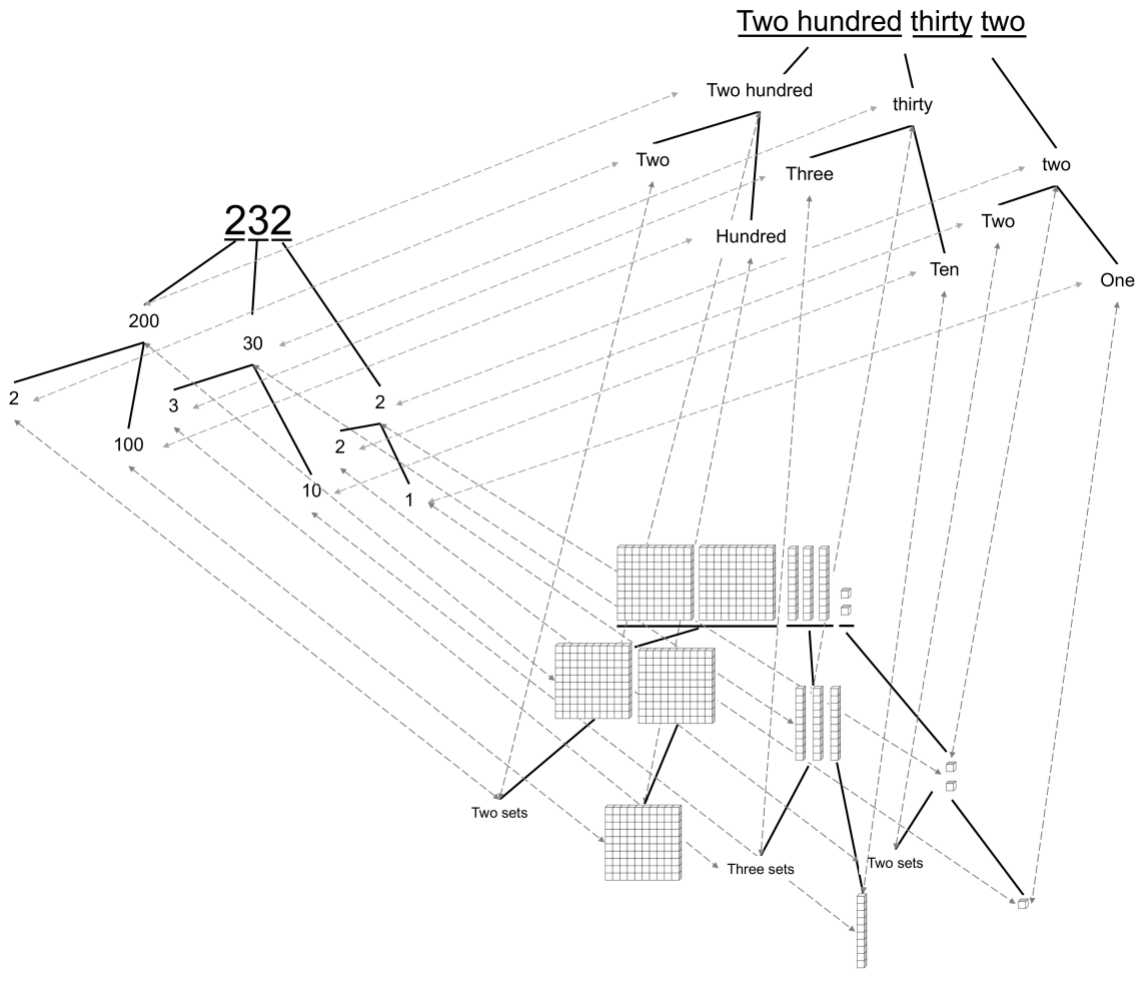 Two hundred thirty two
Two hundred
thirty
Two
Three
two
Two
Hundred
Ten
One
232
200
30
2
3
2
100
2
10
1
Two sets
Three sets
Two sets